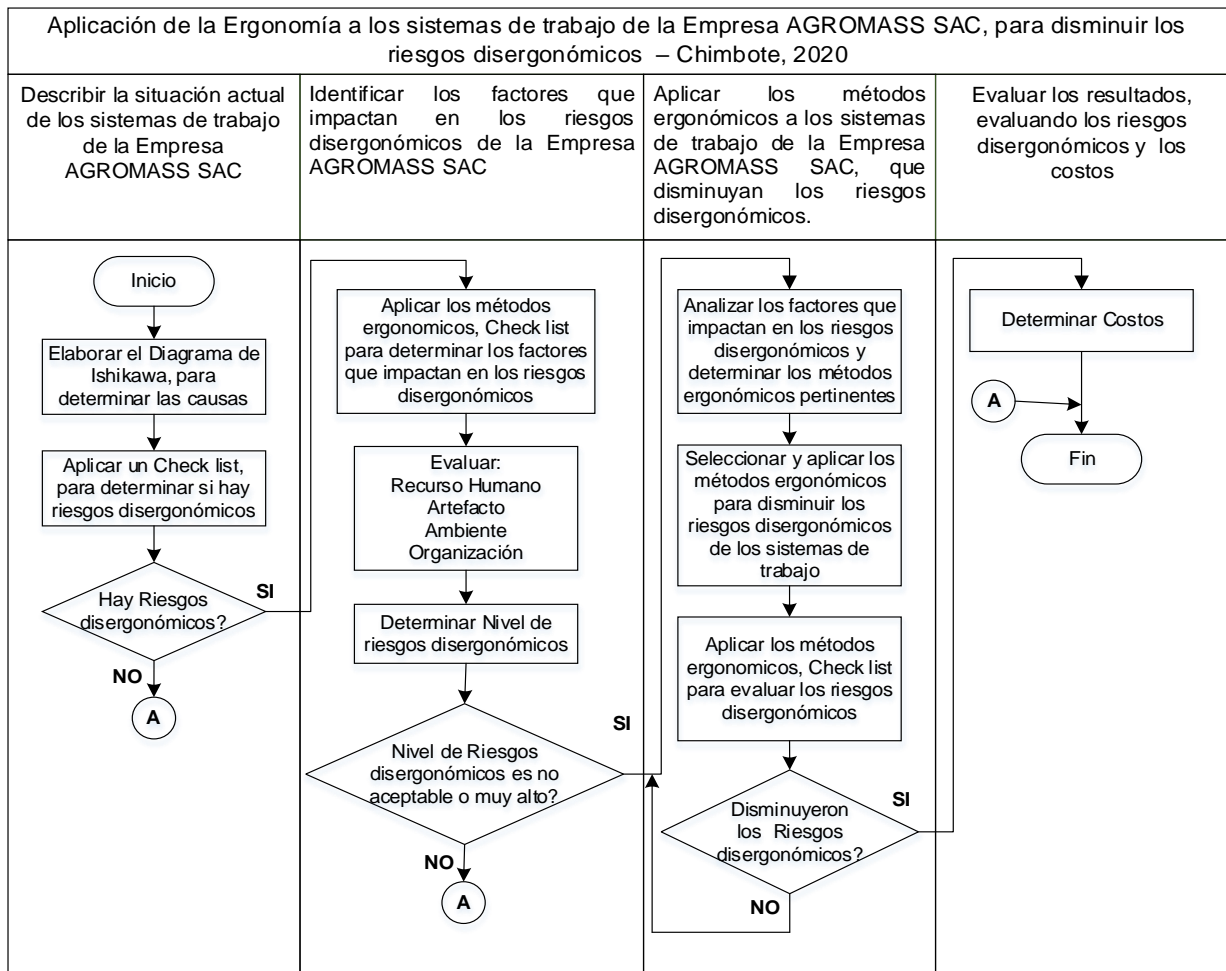 Aplicación de la Ergonomía a los sistemas de trabajo de la Empresa AGROMASS SAC, para disminuir los
riesgos disergonómicos – Chimbote, 2020
Describir la situación actual
de los sistemas de trabajo
de la Empresa
AGROMASS SAC
Identificar los factores que
impactan en los riesgos
disergonómicos de la Empresa
AGROMASS SAC
Aplicar los métodos
ergonómicos a los sistemas
de trabajo de la Empresa
AGROMASS SAC, que
disminuyan los riesgos
disergonómicos.
Evaluar los resultados,
evaluando los riesgos
disergonómicos y los
costos
Inicio
Elaborar el Diagrama de
Ishikawa, para
determinar las causas
Aplicar un Check list,
para determinar si hay
riesgos disergonómicos
Hay Riesgos
disergonómicos?
SI
NO
A
Aplicar los métodos
ergonomicos, Check list
para determinar los factores
que impactan en los riesgos
disergonómicos
Evaluar:
Recurso Humano
Artefacto
Ambiente
Organización
Determinar Nivel de
riesgos disergonómicos
Nivel de Riesgos
disergonómicos es no
aceptable o muy alto?
SI
NO
A
Analizar los factores que
impactan en los riesgos
disergonómicos y
determinar los métodos
ergonómicos pertinentes
Seleccionar y aplicar los
métodos ergonómicos
para disminuir los
riesgos disergonómicos
de los sistemas de
trabajo
Aplicar los métodos
ergonomicos, Check list
para evaluar los riesgos
disergonómicos
Disminuyeron
los Riesgos
disergonómicos?
SI
NO
Determinar Costos
A
Fin